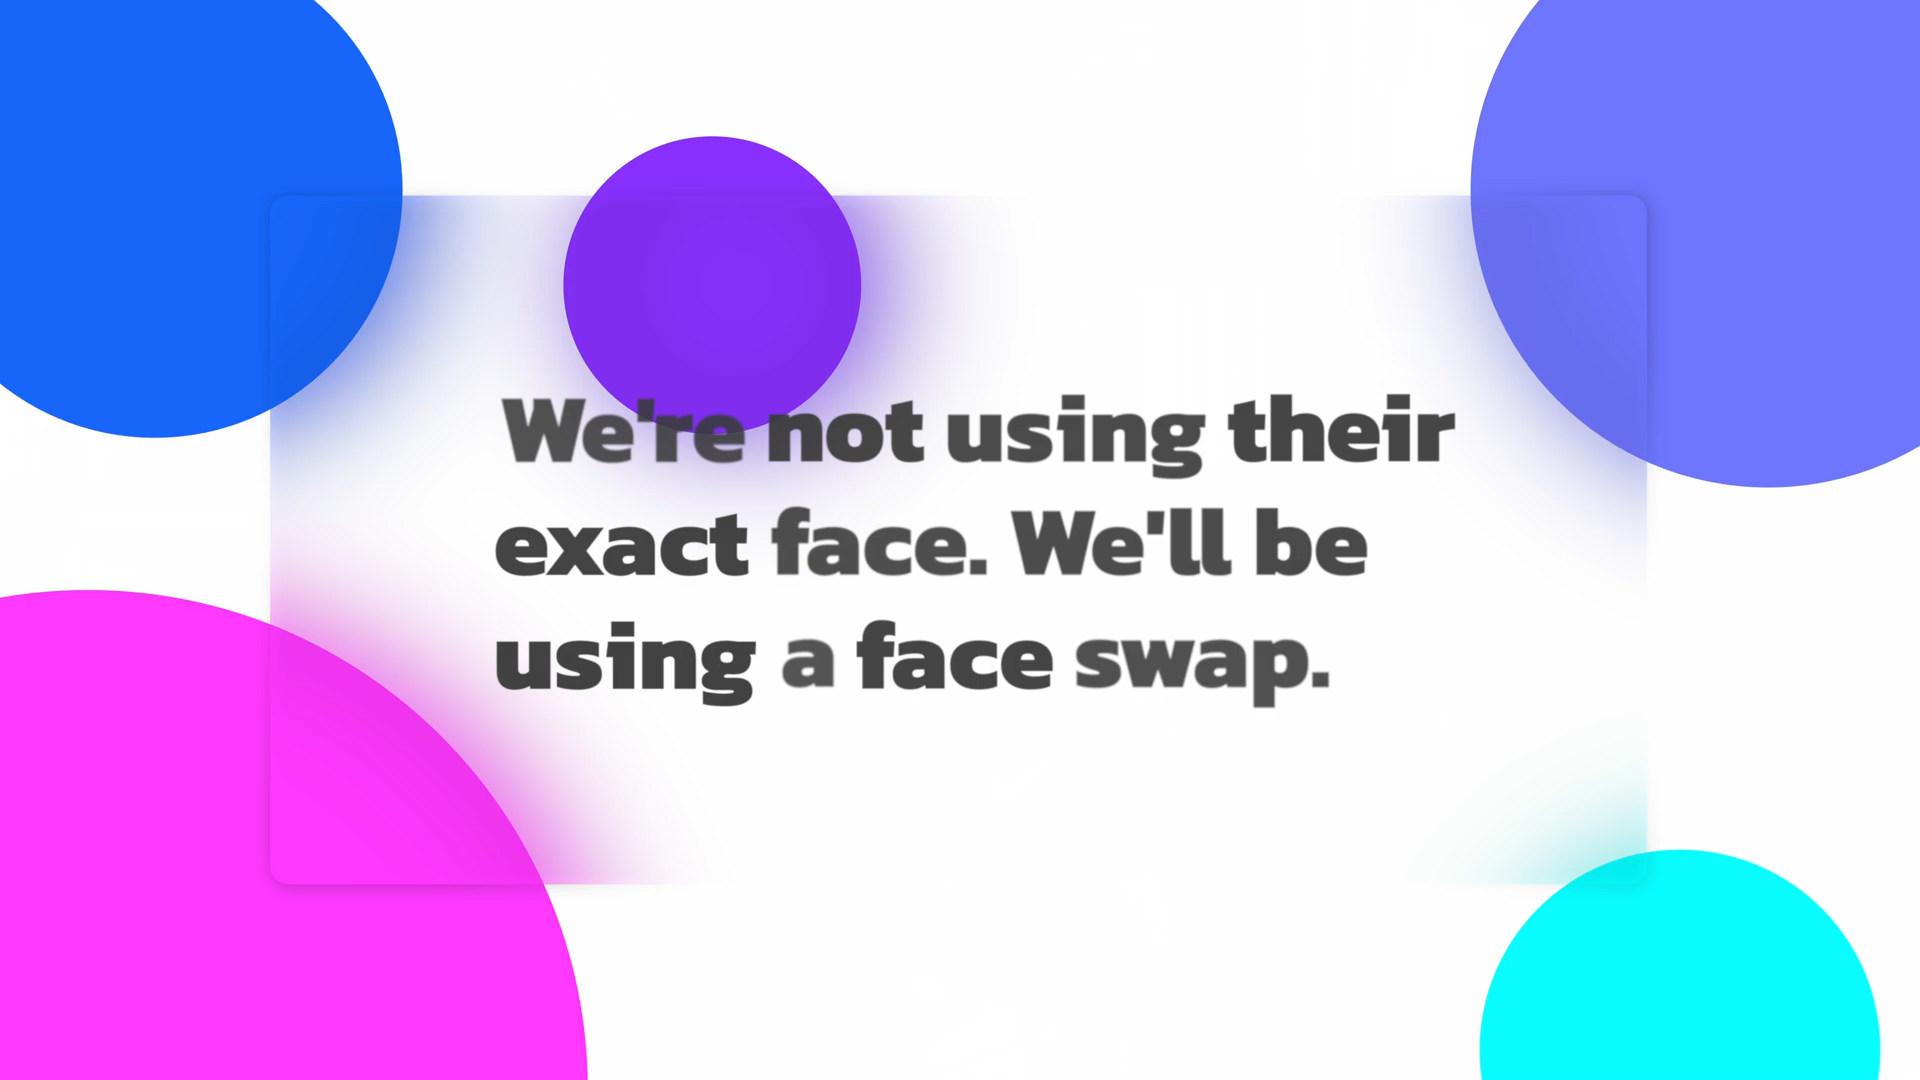 We're not using their
exact face. We'll be
using a face swap.